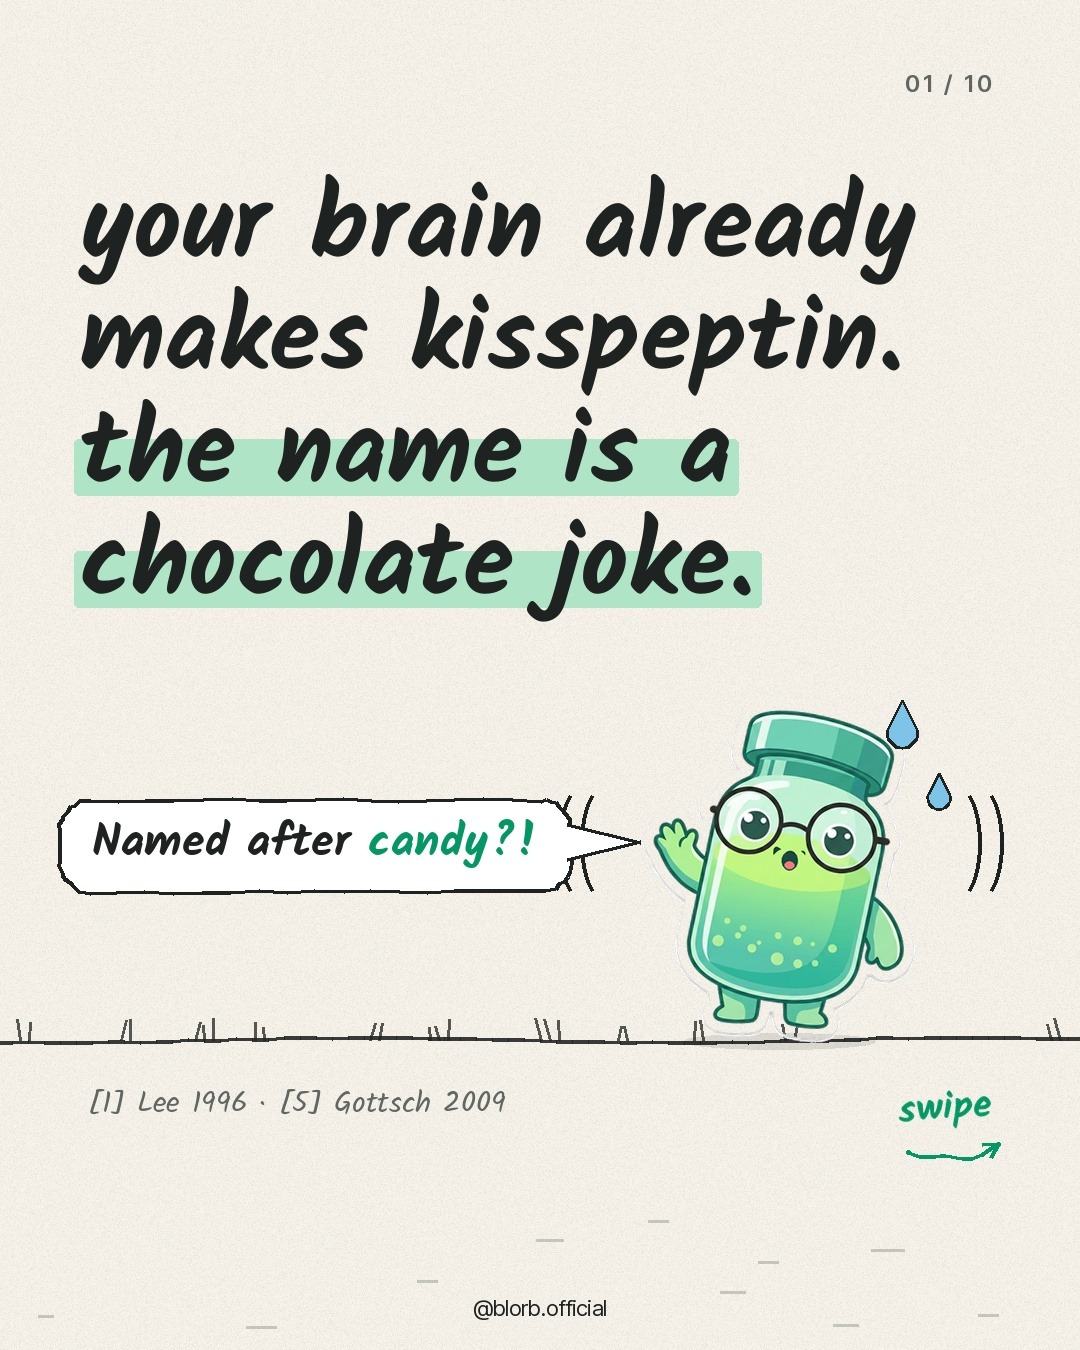 01 / 10
your brain already
makes kisspeptin.
the name is a
chocolate joke.
Named after candy?!
[1] Lee 1996 · [5] Gottsch 2009
swipe
@blorb.official